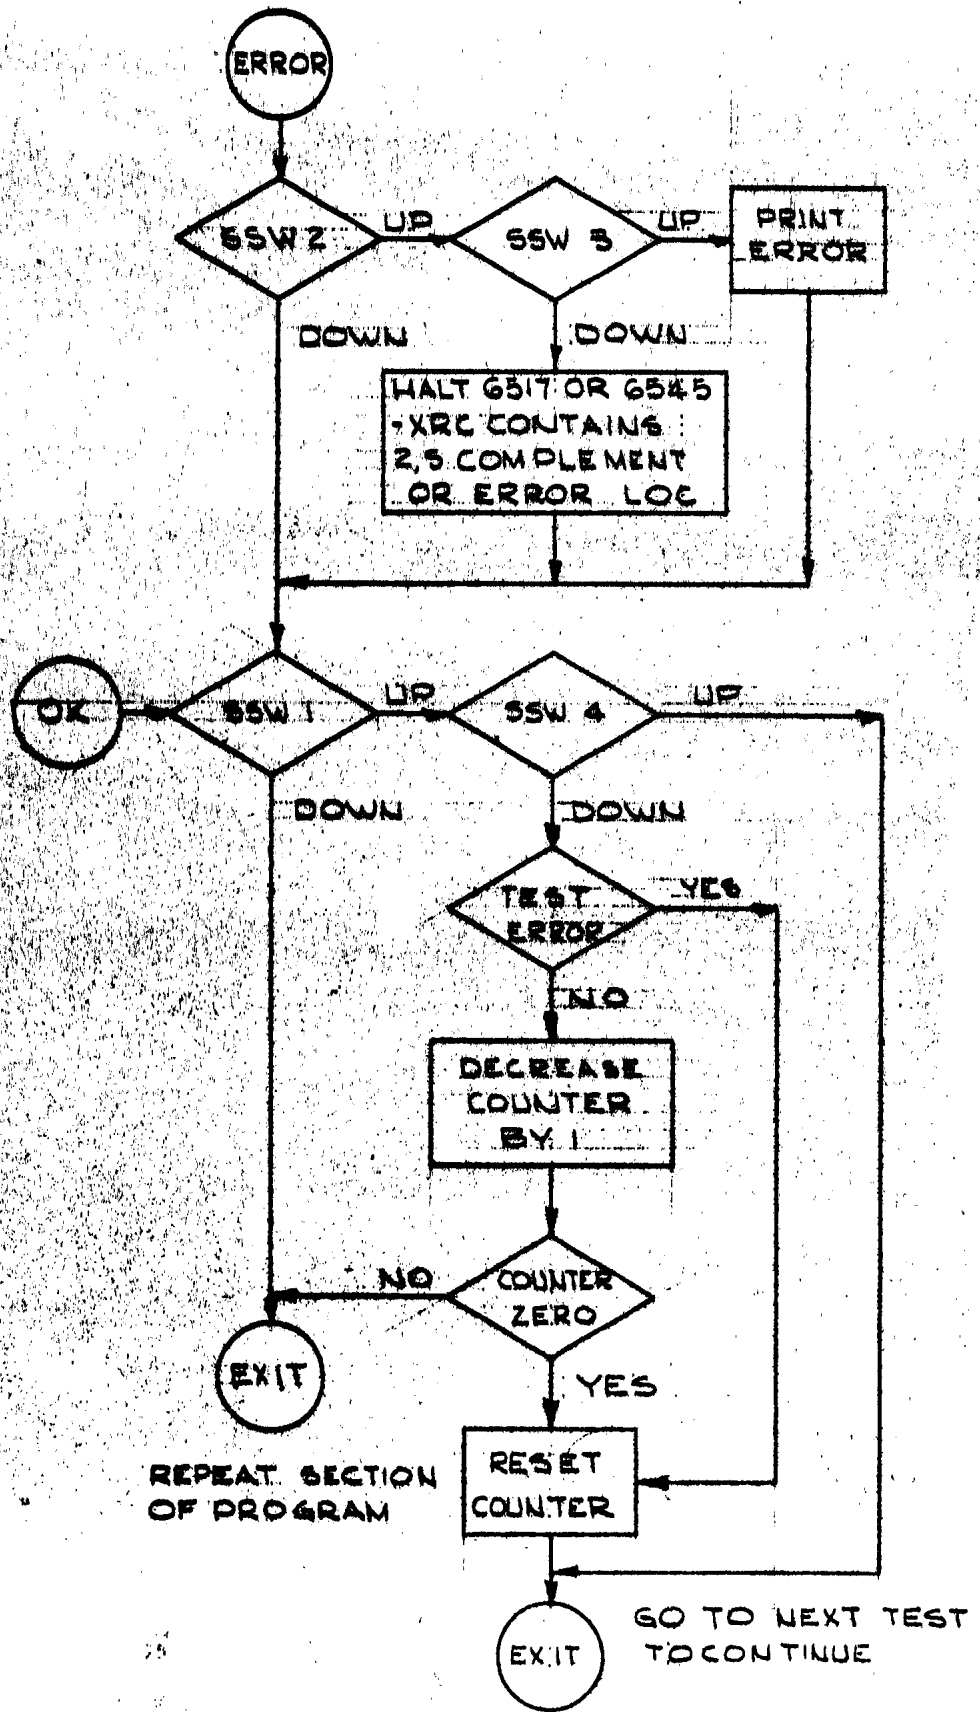 ERROR
SSW 2
UP
SSW 3
UP
PRINT
ERROR
DOWN
DOWN
HALT 6517 OR 6545
-XRC CONTAINS
2,S COMPLEMENT
OR ERROR LOC
OK
SSW 1
UP
SSW 4
UP
DOWN
DOWN
TEST
ERROR
YES
NO
DECREASE
COUNTER
BY 1
NO
COUNTER
ZERO
EXIT
YES
REPEAT SECTION
OF PROGRAM
RESET
COUNTER
EXIT
GO TO NEXT TEST
TO CONTINUE